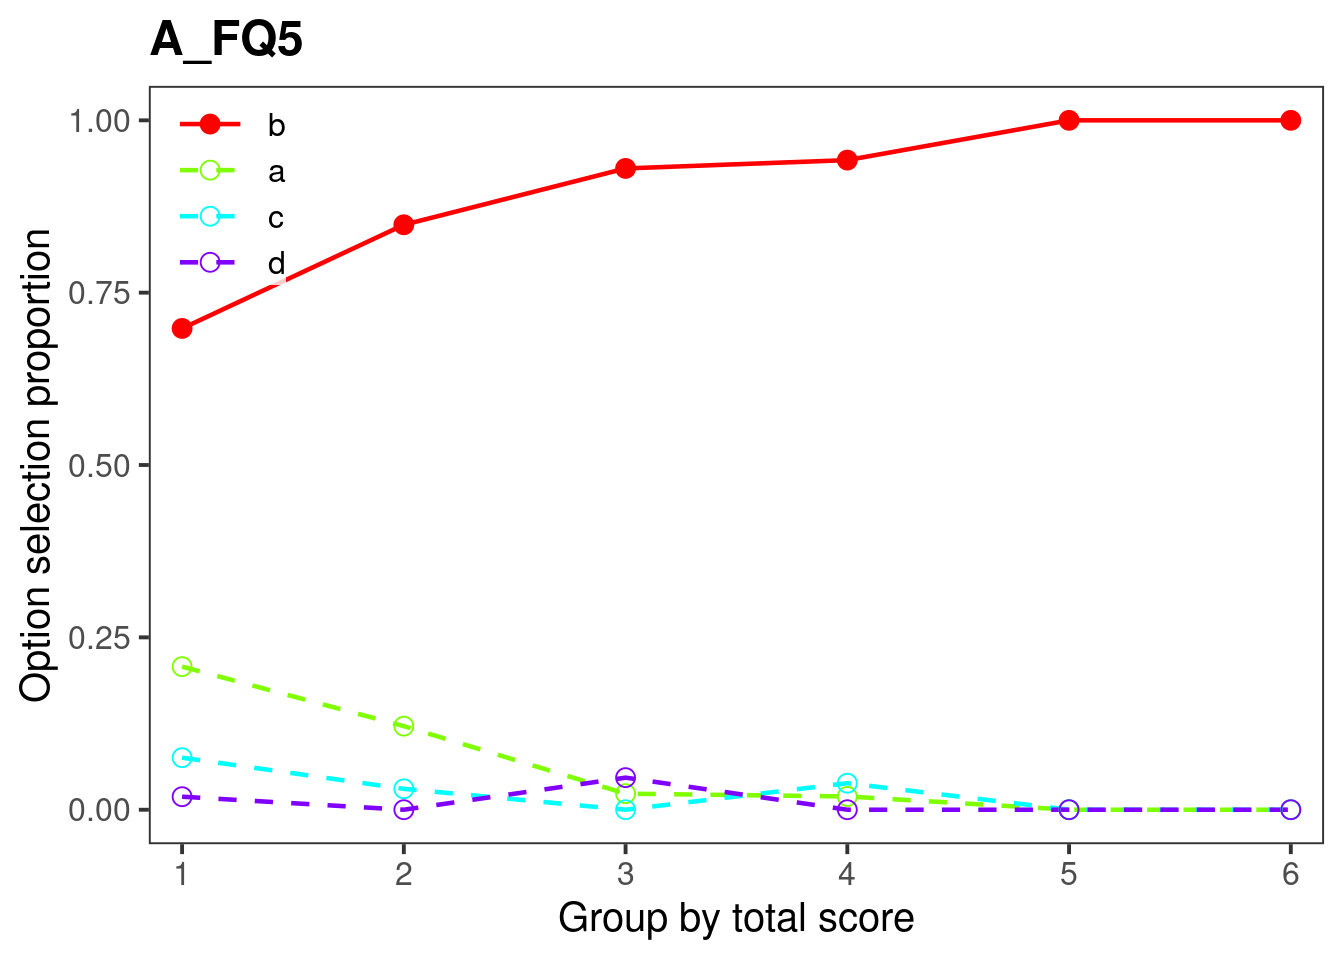 A_FQ5
1.00
0.75
0.50
0.25
0.00
Option selection proportion
b
a
c
d
1 2 3 4 5 6
Group by total score